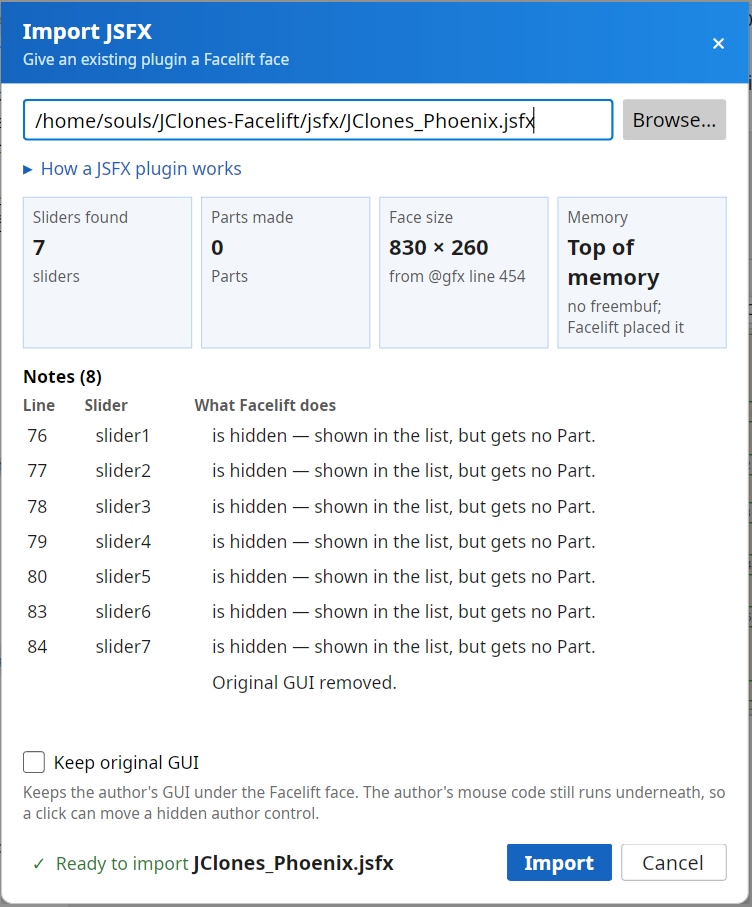 Import JSFX
Give an existing plugin a Facelift face
×
/home/souls/JClones-Facelift/jsfx/JClones_Phoenix.jsfx
Browse...
▸ How a JSFX plugin works
Sliders found
7
sliders
Parts made
0
Parts
Face size
830 × 260
from @gfx line 454
Memory
Top of
memory
no freembuf;
Facelift placed it
Notes (8)
Line Slider What Facelift does
76 slider1 is hidden — shown in the list, but gets no Part.
77 slider2 is hidden — shown in the list, but gets no Part.
78 slider3 is hidden — shown in the list, but gets no Part.
79 slider4 is hidden — shown in the list, but gets no Part.
80 slider5 is hidden — shown in the list, but gets no Part.
83 slider6 is hidden — shown in the list, but gets no Part.
84 slider7 is hidden — shown in the list, but gets no Part.
Original GUI removed.
Keep original GUI
Keeps the author's GUI under the Facelift face. The author's mouse code still runs underneath, so
a click can move a hidden author control.
✓ Ready to import JClones_Phoenix.jsfx
Import
Cancel